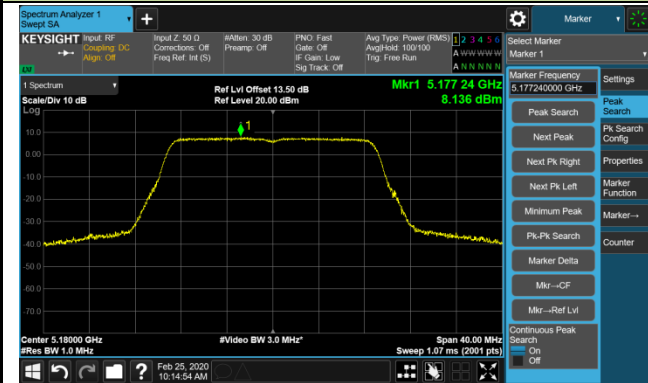 Spectrum Analyzer 1
Swept SA
Marker
KEYSIGHT
Input: RF
Coupling: DC
Align: Off
Input Z: 50 Ω
Corrections: Off
Freq Ref: Int (S)
#Atten: 30 dB
Preamp: Off
PNO: Fast
Gate: Off
IF Gain: Low
Sig Track: Off
Avg Type: Power (RMS)
Avg|Hold: 100/100
Trig: Free Run
1 2 3 4 5 6
A W W W W W
A N N N N N
Select Marker
Marker 1
1 Spectrum
Scale/Div 10 dB
Log
Ref Lvl Offset 13.50 dB
Ref Level 20.00 dBm
Mkr1 5.177 24 GHz
8.136 dBm
1
10.0
0.00
-10.0
-20.0
-30.0
-40.0
-50.0
-60.0
-70.0
Center 5.18000 GHz
#Res BW 1.0 MHz
#Video BW 3.0 MHz*
Span 40.00 MHz
Sweep 1.07 ms (2001 pts)
Feb 25, 2020
10:14:54 AM
Marker Frequency
5.177240000 GHz
Peak Search
Next Peak
Next Pk Right
Next Pk Left
Minimum Peak
Pk-Pk Search
Marker Delta
Mkr→CF
Mkr→Ref Lvl
Continuous Peak
Search
On
Off
Settings
Peak
Search
Pk Search
Config
Properties
Marker
Function
Marker→
Counter